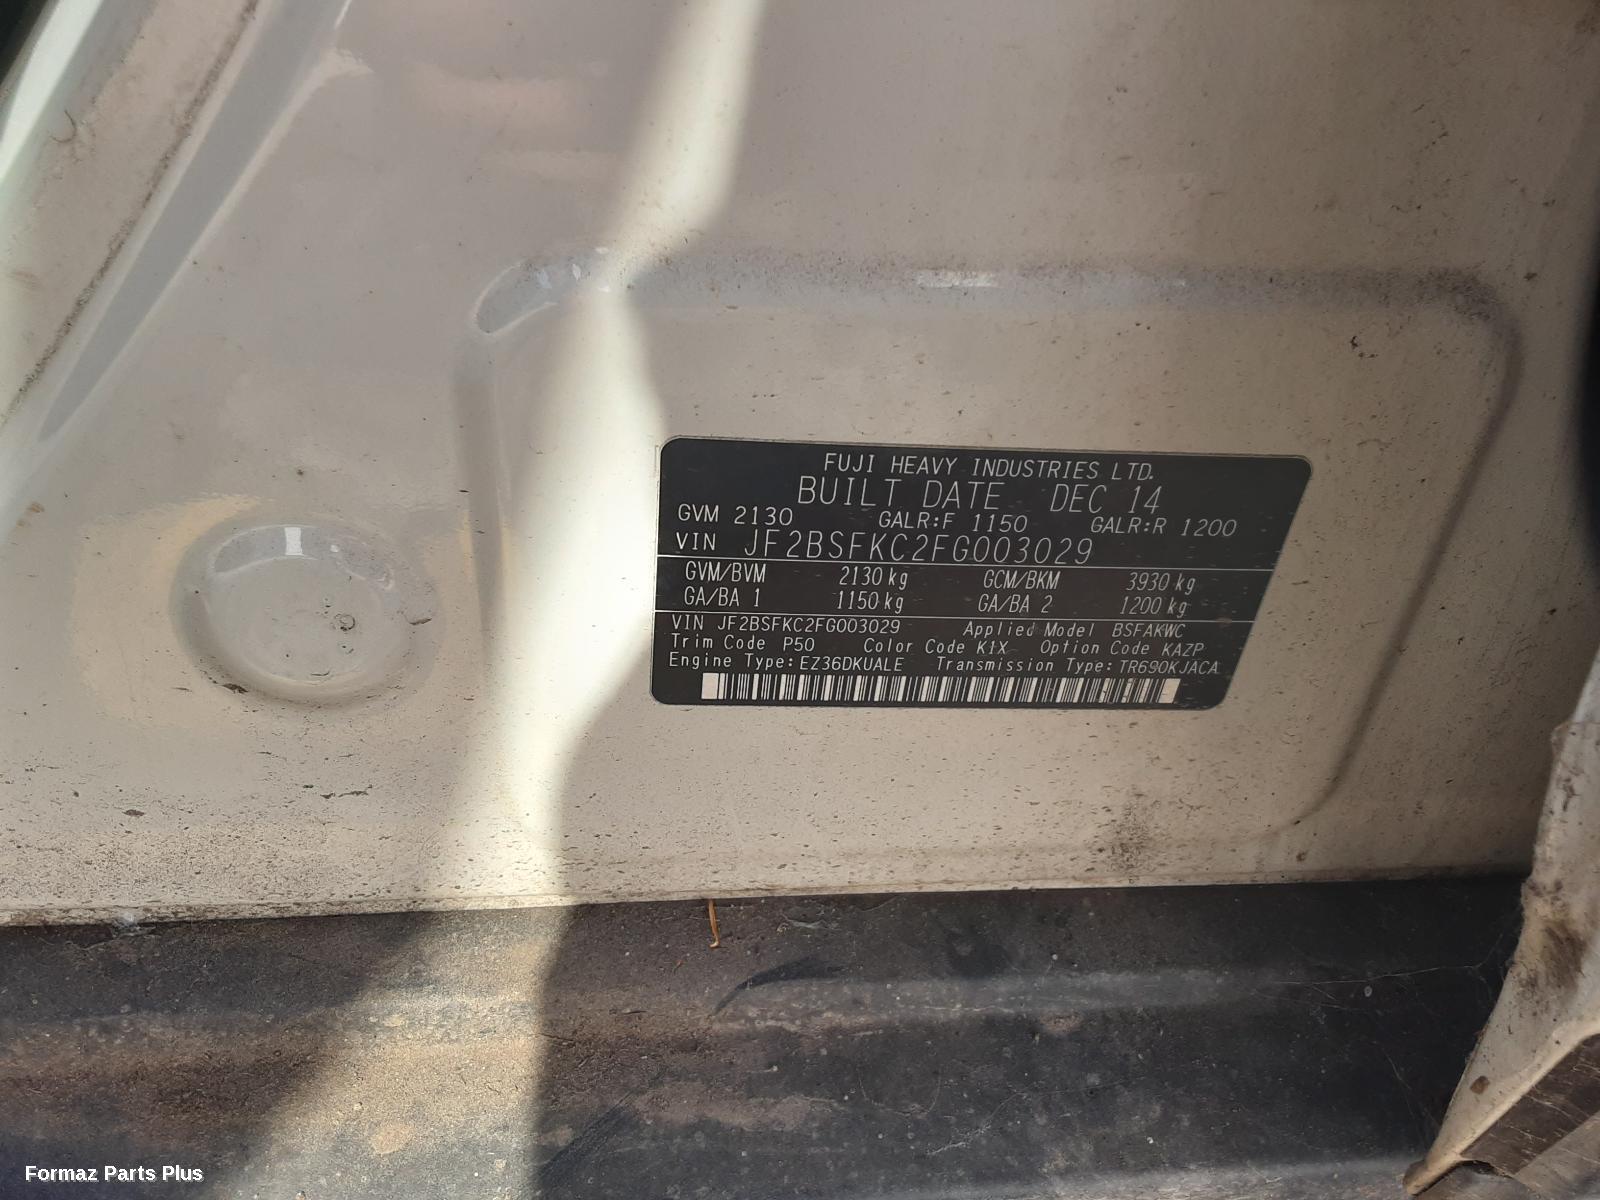 FUJI HEAVY INDUSTRIES LTD.
BUILT DATE DEC 14
GVM 2130 GALR:F 1150 GALR:R 1200
VIN JF2BSFKC2FG003029
GVM/BVM 2130 kg GCM/BKM 3930 kg
GA/BA 1 1150 kg GA/BA 2 1200 kg
VIN JF2BSFKC2FG003029 Applied Model BSFAKWC
Trim Code P50 Color Code K1X Option Code KAZP
Engine Type: EZ36DKUALE Transmission Type: TR690KJACA
Formaz Parts Plus